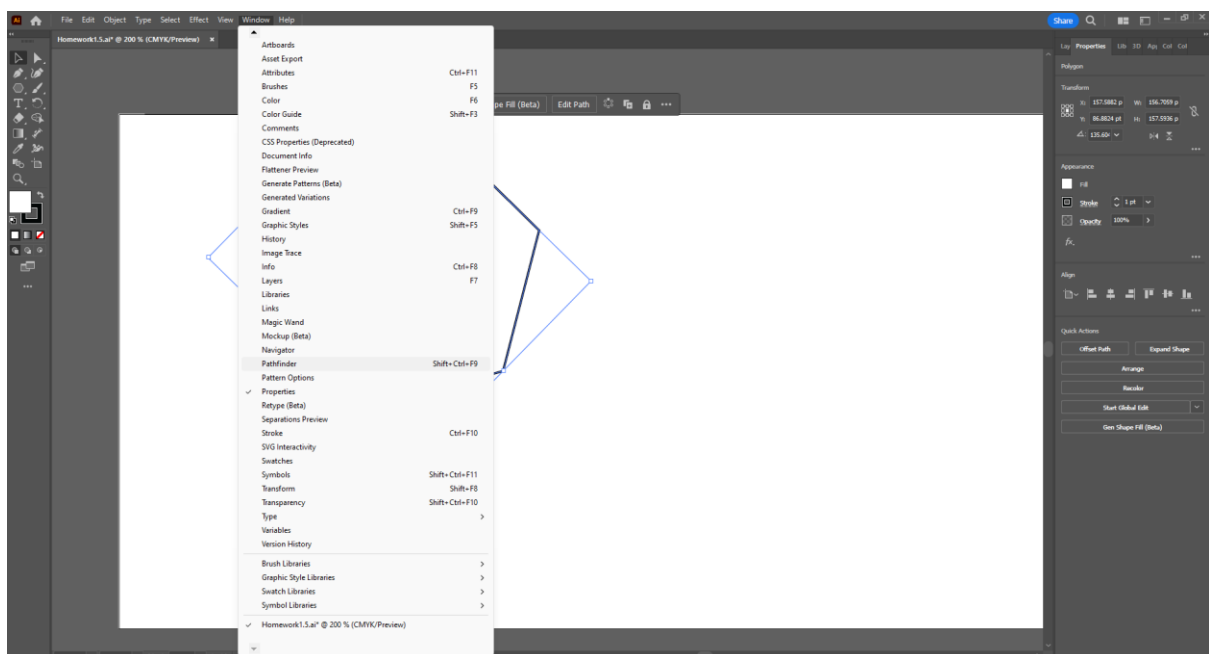 Ai File Edit Object Type Select Effect View Window Help Share
Homework1.5.ai* @ 200 % (CMYK/Preview) ×
Artboards
Asset Export
Attributes Ctrl+F11
Brushes F5
Color F6
Color Guide Shift+F3
Comments
CSS Properties (Deprecated)
Document Info
Flattener Preview
Generate Patterns (Beta)
Generated Variations
Gradient Ctrl+F9
Graphic Styles Shift+F5
History
Image Trace
Info Ctrl+F8
Layers F7
Libraries
Links
Magic Wand
Mockup (Beta)
Navigator
Pathfinder Shift+Ctrl+F9
Pattern Options
Properties
Retype (Beta)
Separations Preview
Stroke Ctrl+F10
SVG Interactivity
Swatches
Symbols Shift+Ctrl+F11
Transform Shift+F8
Transparency Shift+Ctrl+F10
Type
Variables
Version History
Brush Libraries
Graphic Style Libraries
Swatch Libraries
Symbol Libraries
Homework1.5.ai* @ 200 % (CMYK/Preview)
pe Fill (Beta) Edit Path
Lay Properties Lib 3D Col Col
Polygon
Transform
X: 157.5882 p W: 156.7059 p
Y: 86.8824 pt H: 157.5936 p
135.60
Appearance
Fill
Stroke 1 pt
Opacity 100%
fx.
Align
Quick Actions
Offset Path Expand Shape
Arrange
Recolor
Start Global Edit
Gen Shape Fill (Beta)